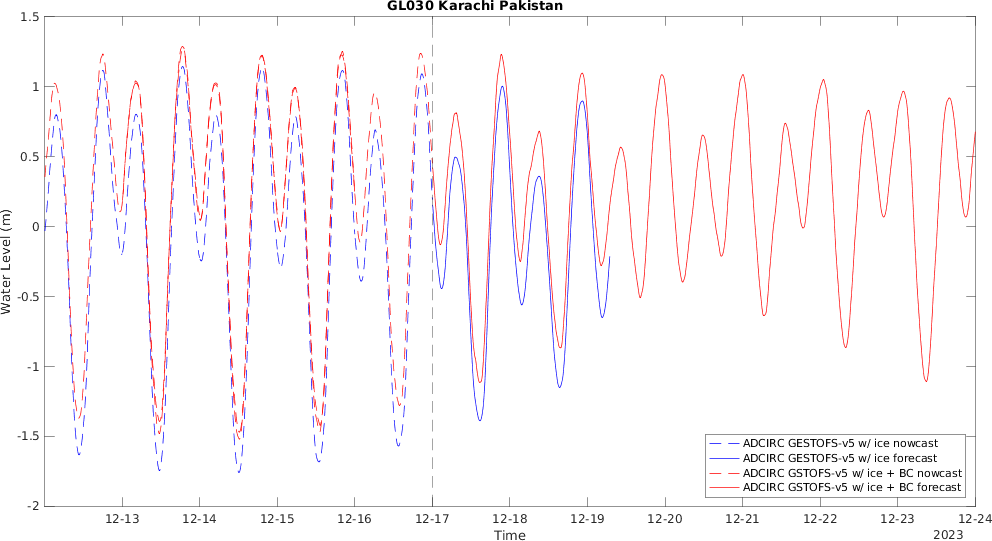 GL030 Karachi Pakistan
Water Level (m)
1.5
1
0.5
0
-0.5
-1
-1.5
-2
12-13 12-14 12-15 12-16 12-17 12-18 12-19 12-20 12-21 12-22 12-23 12-24
Time
2023
ADCIRC GESTOFS-v5 w/ ice nowcast
ADCIRC GESTOFS-v5 w/ ice forecast
ADCIRC GSTOFS-v5 w/ ice + BC nowcast
ADCIRC GSTOFS-v5 w/ ice + BC forecast